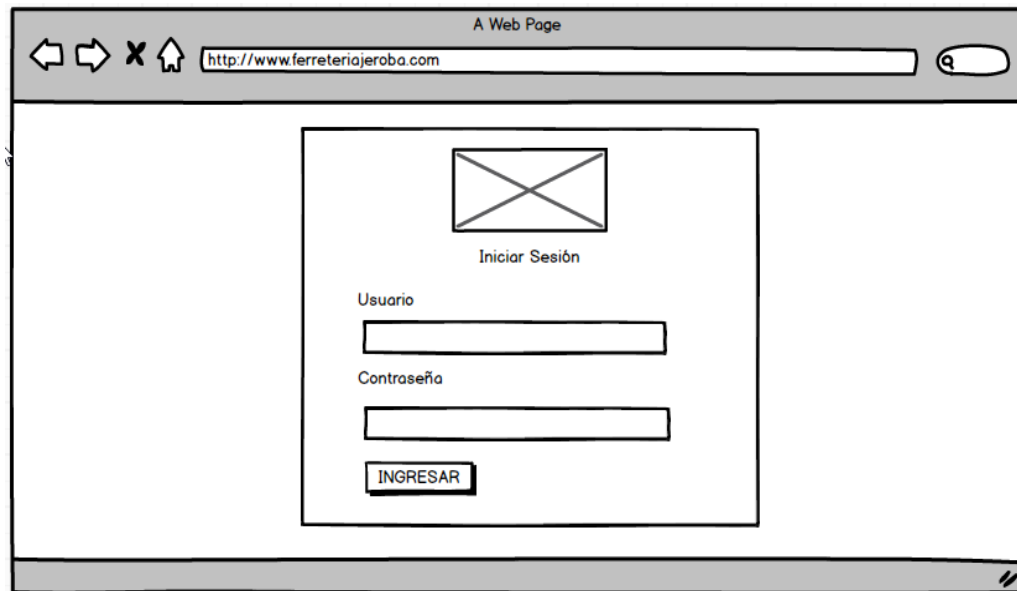 A Web Page
http://www.ferreteriajeroba.com
Iniciar Sesión
Usuario
Contraseña
INGRESAR